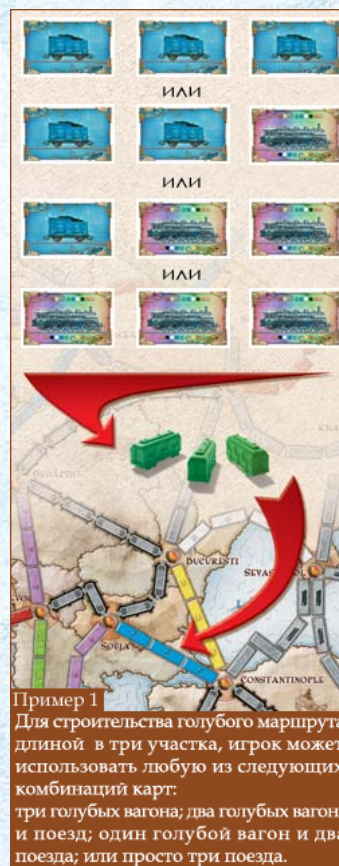 ИЛИ
ИЛИ
ИЛИ
BUCURESTI
SOFIA
CONSTANTINOPLE
Пример 1
Для строительства голубого маршрута
длиной в три участка, игрок может
использовать любую из следующих
комбинаций карт:
три голубых вагона; два голубых вагон
и поезд; один голубой вагон и два
поезда; или просто три поезда.